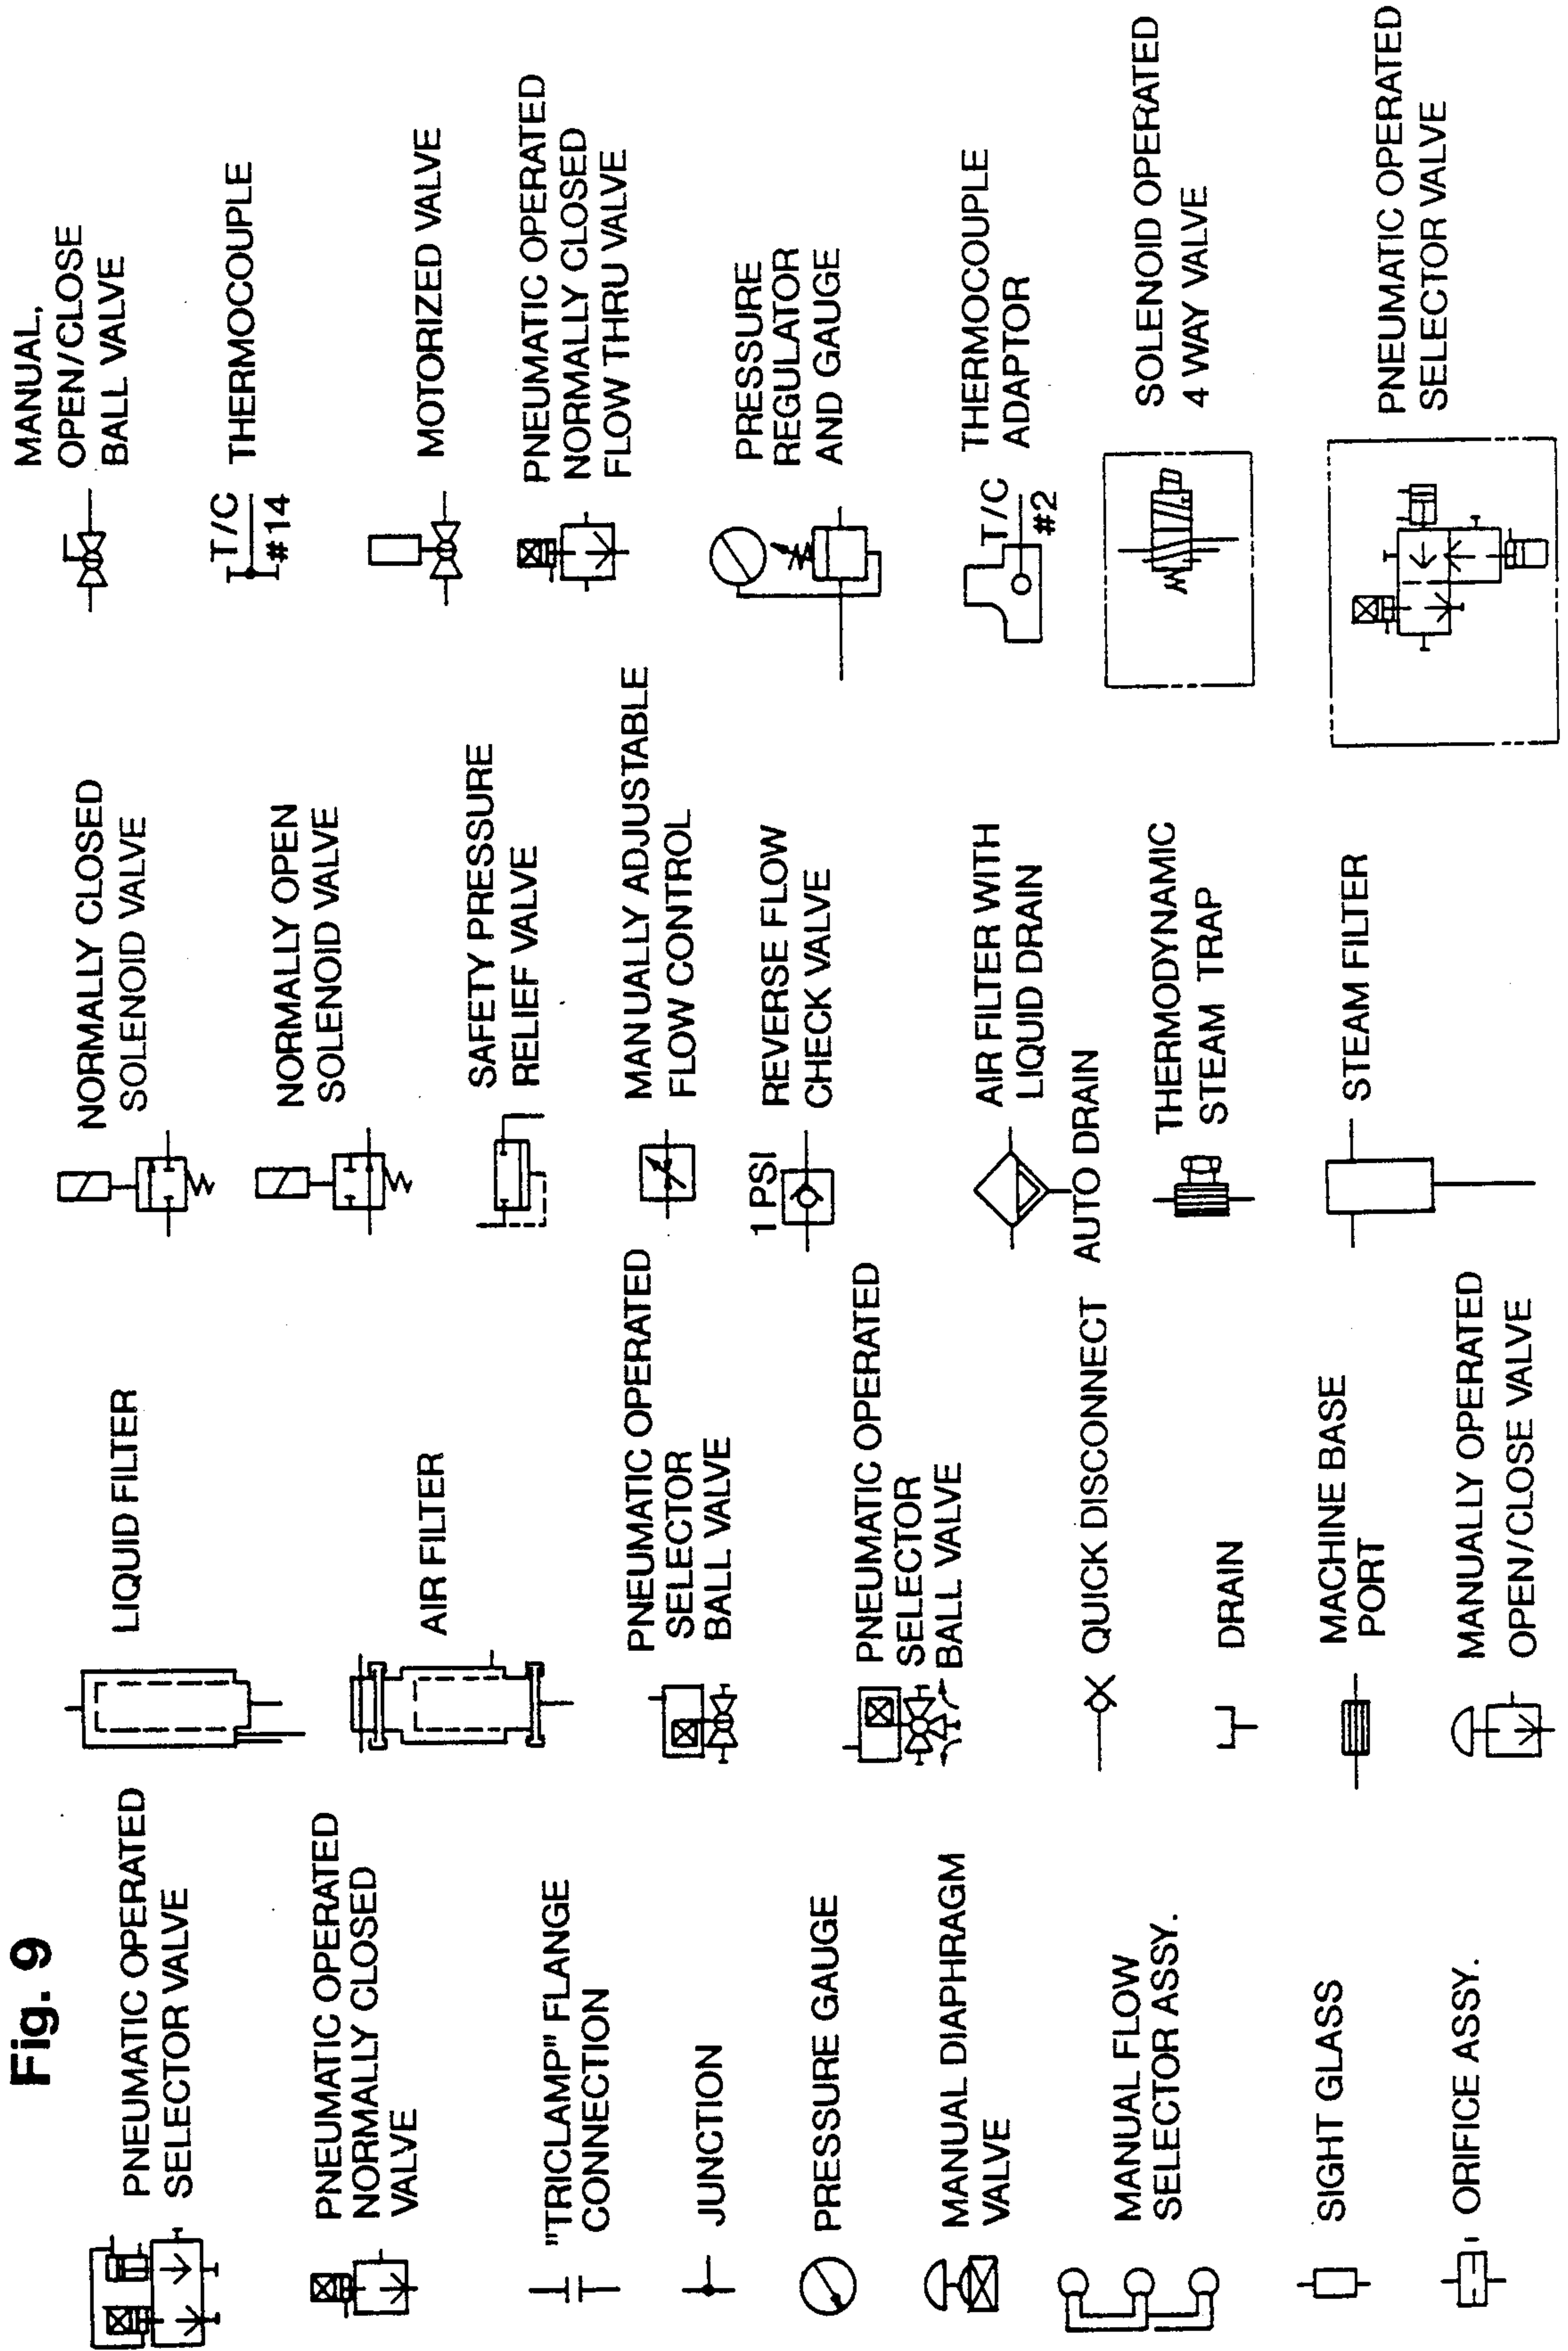 Fig. 9
PNEUMATIC OPERATED
SELECTOR VALVE
PNEUMATIC OPERATED
NORMALLY CLOSED
VALVE
"TRICLAMP" FLANGE
CONNECTION
JUNCTION
PRESSURE GAUGE
MANUAL DIAPHRAGM
VALVE
MANUAL FLOW
SELECTOR ASSY.
SIGHT GLASS
ORIFICE ASSY.
LIQUID FILTER
AIR FILTER
PNEUMATIC OPERATED
SELECTOR
BALL VALVE
PNEUMATIC OPERATED
SELECTOR
BALL VALVE
QUICK DISCONNECT
DRAIN
MACHINE BASE
PORT
MANUALLY OPERATED
OPEN/CLOSE VALVE
NORMALLY CLOSED
SOLENOID VALVE
NORMALLY OPEN
SOLENOID VALVE
SAFETY PRESSURE
RELIEF VALVE
MANUALLY ADJUSTABLE
FLOW CONTROL
1 PSI
REVERSE FLOW
CHECK VALVE
AIR FILTER WITH
LIQUID DRAIN
AUTO DRAIN
THERMODYNAMIC
STEAM TRAP
STEAM FILTER
MANUAL,
OPEN/CLOSE
BALL VALVE
T/C
#14
THERMOCOUPLE
MOTORIZED VALVE
PNEUMATIC OPERATED
NORMALLY CLOSED
FLOW THRU VALVE
PRESSURE
REGULATOR
AND GAUGE
T/C
#2
THERMOCOUPLE
ADAPTOR
SOLENOID OPERATED
4 WAY VALVE
PNEUMATIC OPERATED
SELECTOR VALVE